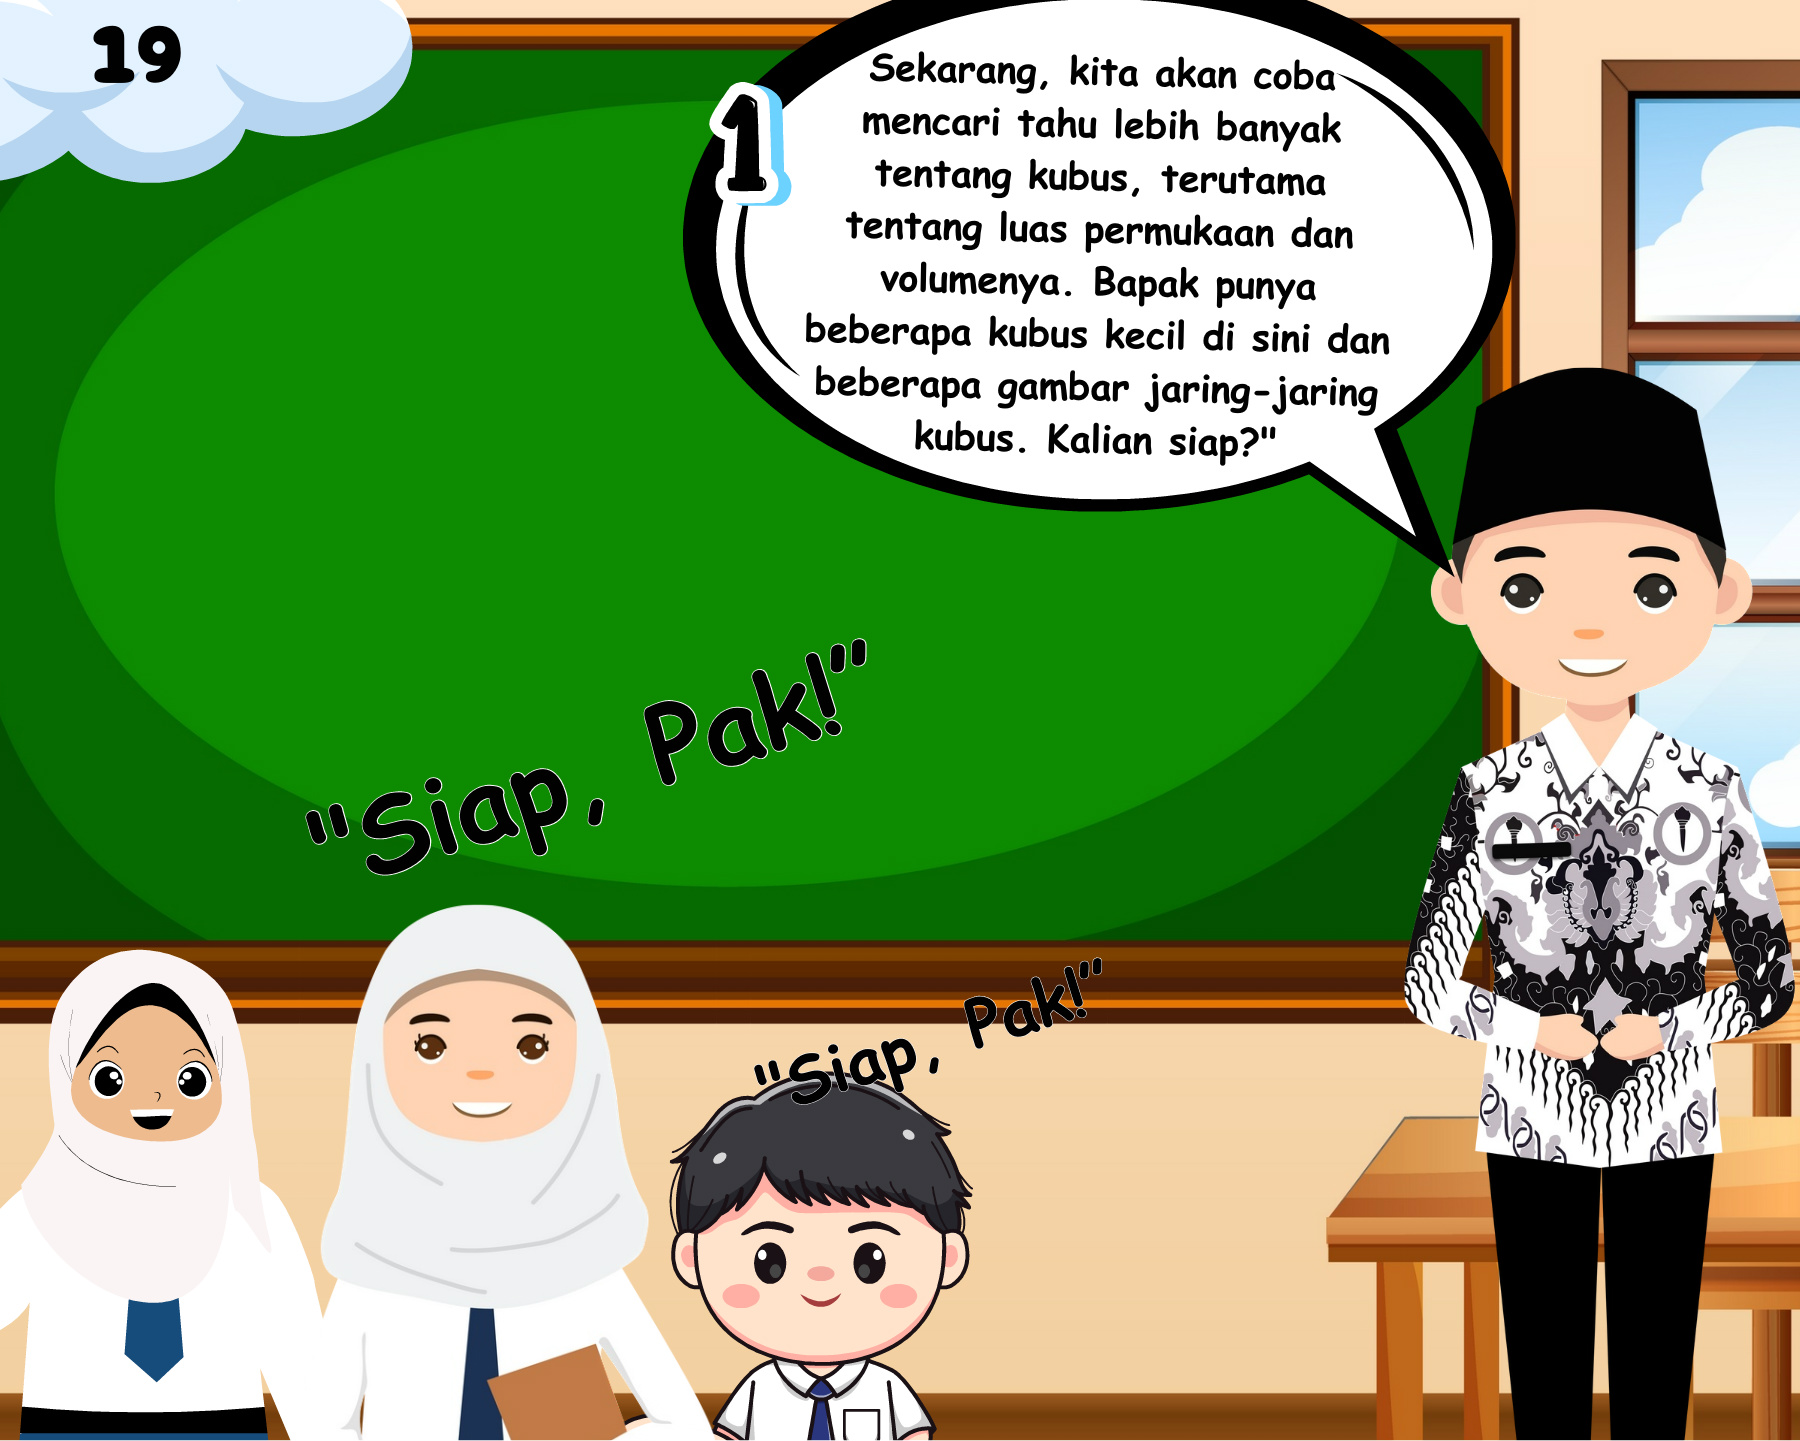 19
1
Sekarang, kita akan coba
mencari tahu lebih banyak
tentang kubus, terutama
tentang luas permukaan dan
volumenya. Bapak punya
beberapa kubus kecil di sini dan
beberapa gambar jaring-jaring
kubus. Kalian siap?"
"Siap, Pak!"
"Siap, Pak!"